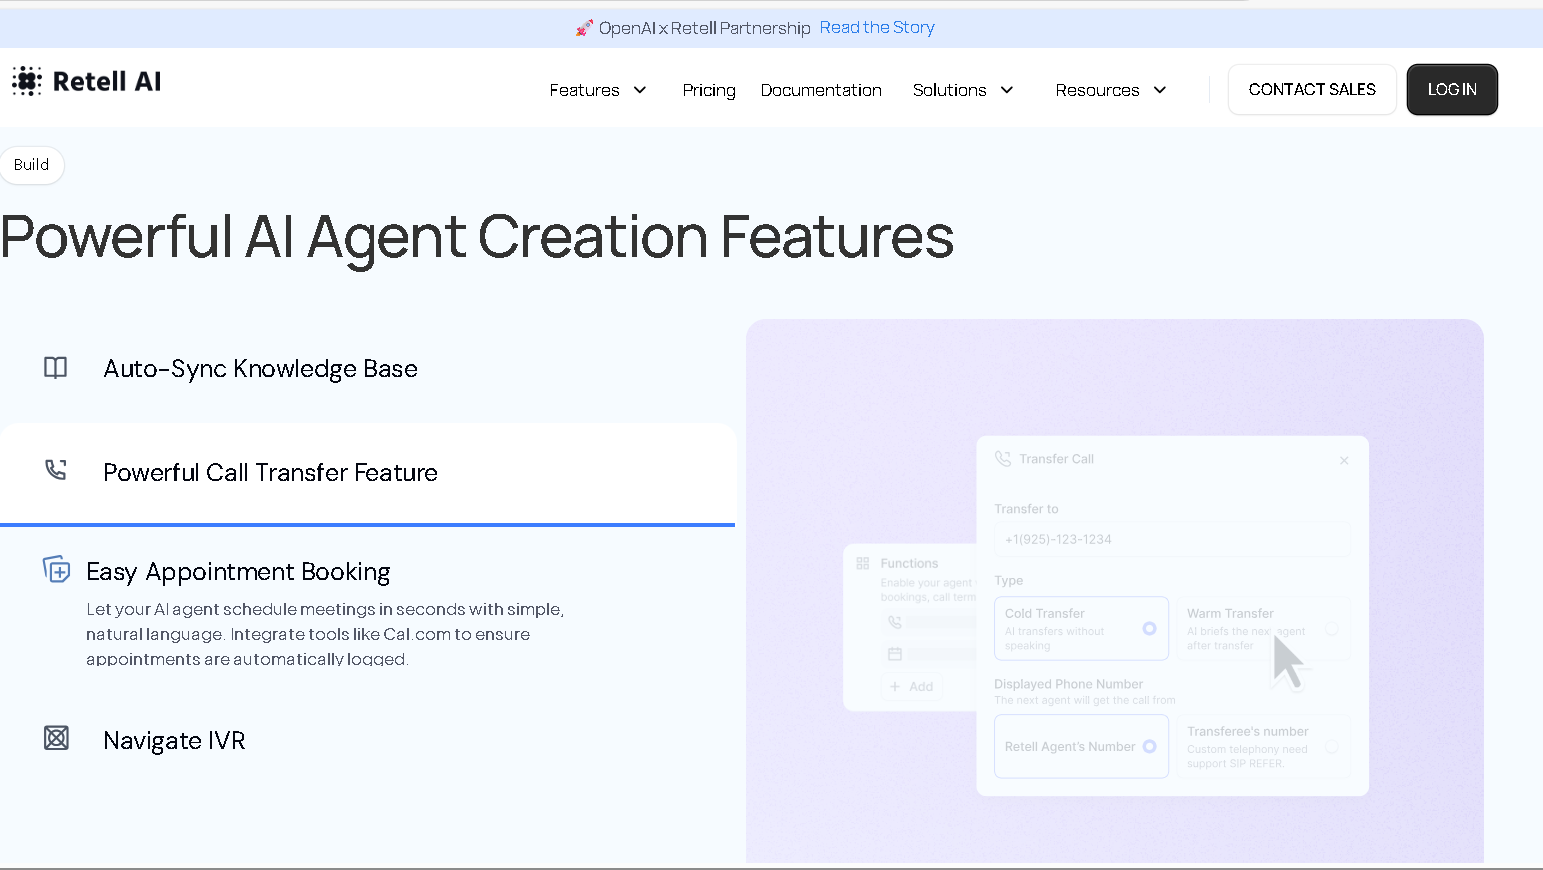 🚀 OpenAI x Retell Partnership Read the Story
Retell AI
Features Pricing Documentation Solutions Resources CONTACT SALES LOG IN
Build
Powerful AI Agent Creation Features
Auto-Sync Knowledge Base
Powerful Call Transfer Feature
Easy Appointment Booking
Let your AI agent schedule meetings in seconds with simple,
natural language. Integrate tools like Cal.com to ensure
appointments are automatically logged.
Navigate IVR
Functions
Enable your agent
bookings, call term
+ Add
Transfer Call
Transfer to
+1(925)-123-1234
Type
Cold Transfer
AI transfers without
speaking
Warm Transfer
AI briefs the next agent
after transfer
Displayed Phone Number
The next agent will get the call from
Retell Agent's Number
Transferee's number
Custom telephony need
support SIP REFER.